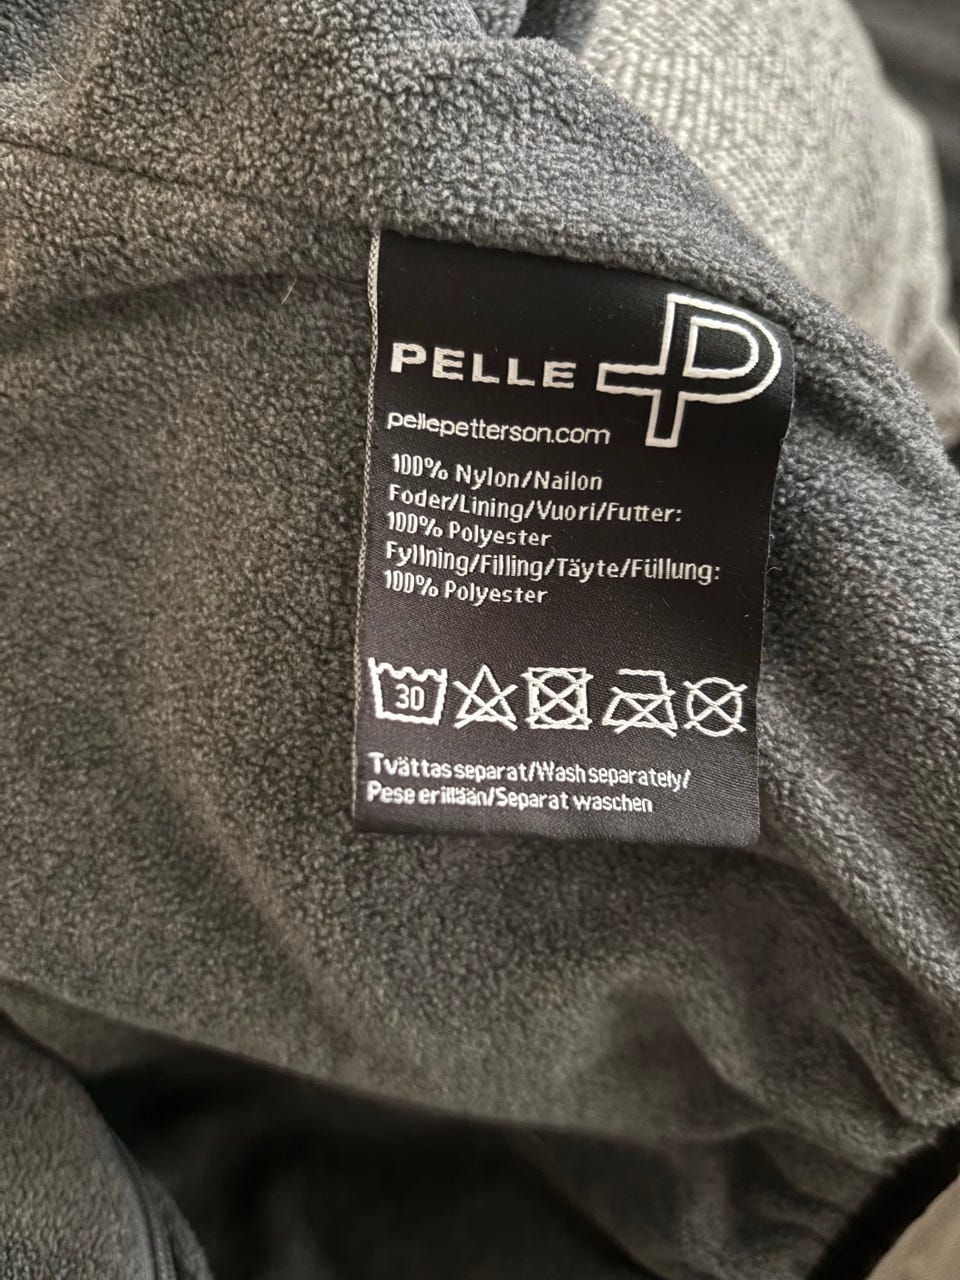 PELLE P
pellepetterson.com
100% Nylon/Nailon
Foder/Lining/Vuori/Futter:
100% Polyester
Fyllning/Filling/Täyte/Füllung:
100% Polyester
30
Tvättas separat/Wash separately/
Pese erillään/Separat waschen